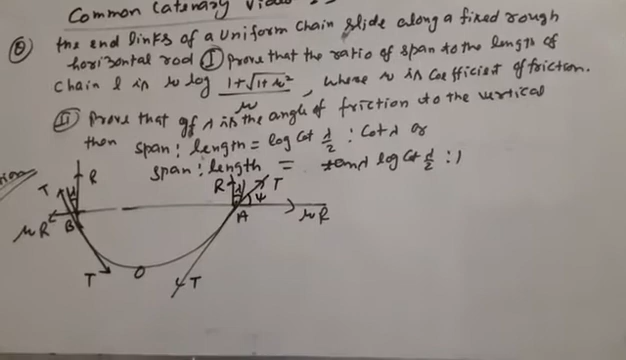 Common Catenary Video
Q the end links of a uniform chain slide along a fixed rough
horizontal rod I Prove that the ratio of span to the length of
Chain l is μ log (1+√(1+μ²))/μ, where μ is Coefficient of friction.
II Prove that gf λ is the angle of friction to the vertical
then span : length = log Cot λ/2 : Cot λ or
span : length = tanλ log Cot λ/2 : 1
T R R λ T
ψ
μR B A μR
T O T